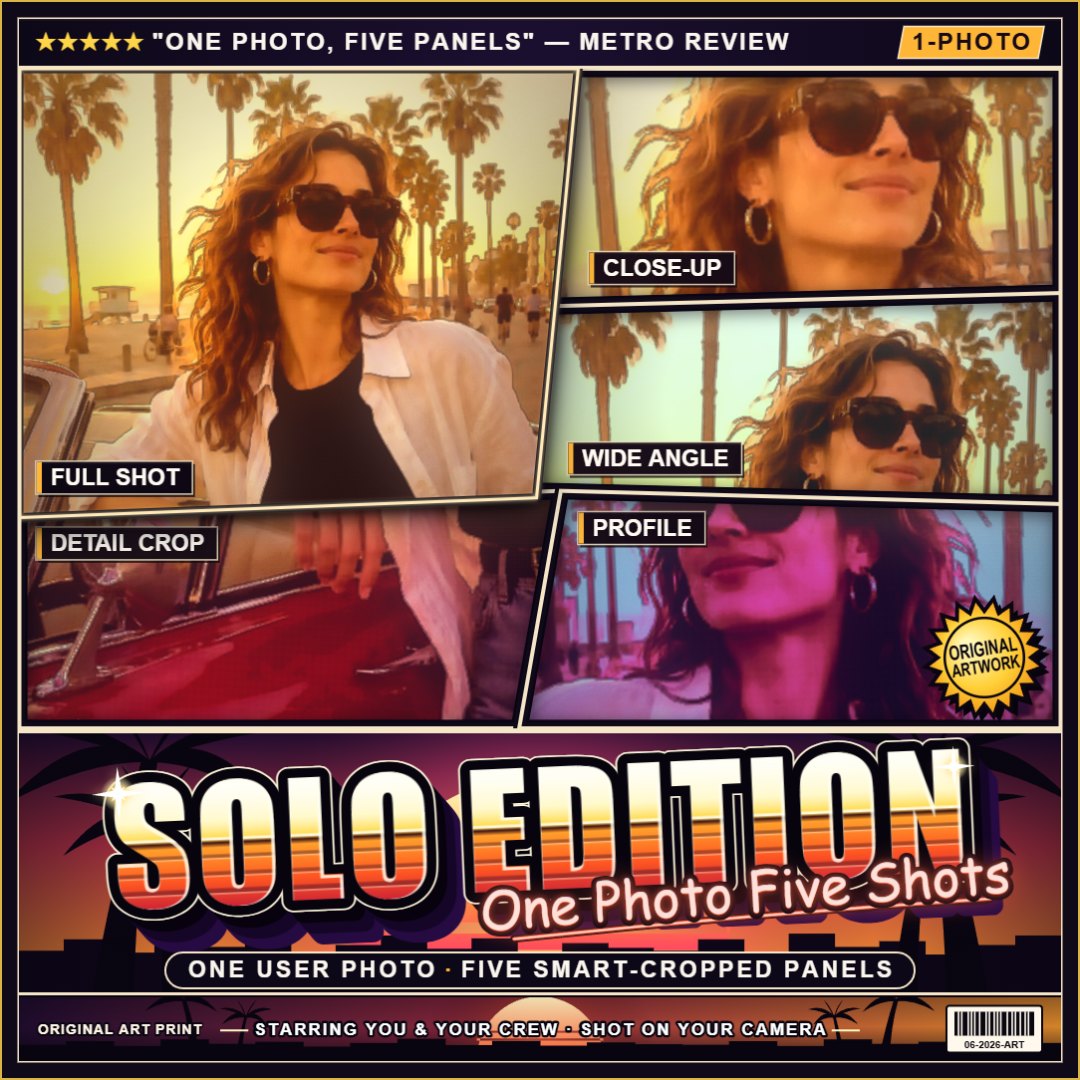 ★★★★★ "ONE PHOTO, FIVE PANELS" — METRO REVIEW
1-PHOTO
FULL SHOT
CLOSE-UP
WIDE ANGLE
DETAIL CROP
PROFILE
ORIGINAL
ARTWORK
SOLO EDITION
One Photo Five Shots
ONE USER PHOTO · FIVE SMART-CROPPED PANELS
ORIGINAL ART PRINT
STARRING YOU & YOUR CREW · SHOT ON YOUR CAMERA
06-2026-ART